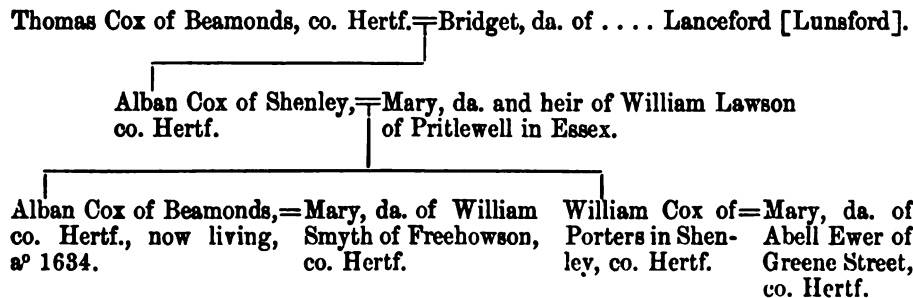 Thomas Cox of Beamonds, co. Hertf.=Bridget, da. of .... Lanceford [Lunsford].
Alban Cox of Shenley,=Mary, da. and heir of William Lawson
co. Hertf. of Pritlewell in Essex.
Alban Cox of Beamonds,=Mary, da. of William
co. Hertf., now living, Smyth of Freehowson,
aº 1634. co. Hertf.
William Cox of=Mary, da. of
Porters in Shen- Abell Ewer of
ley, co. Hertf. Greene Street,
co. Hertf.